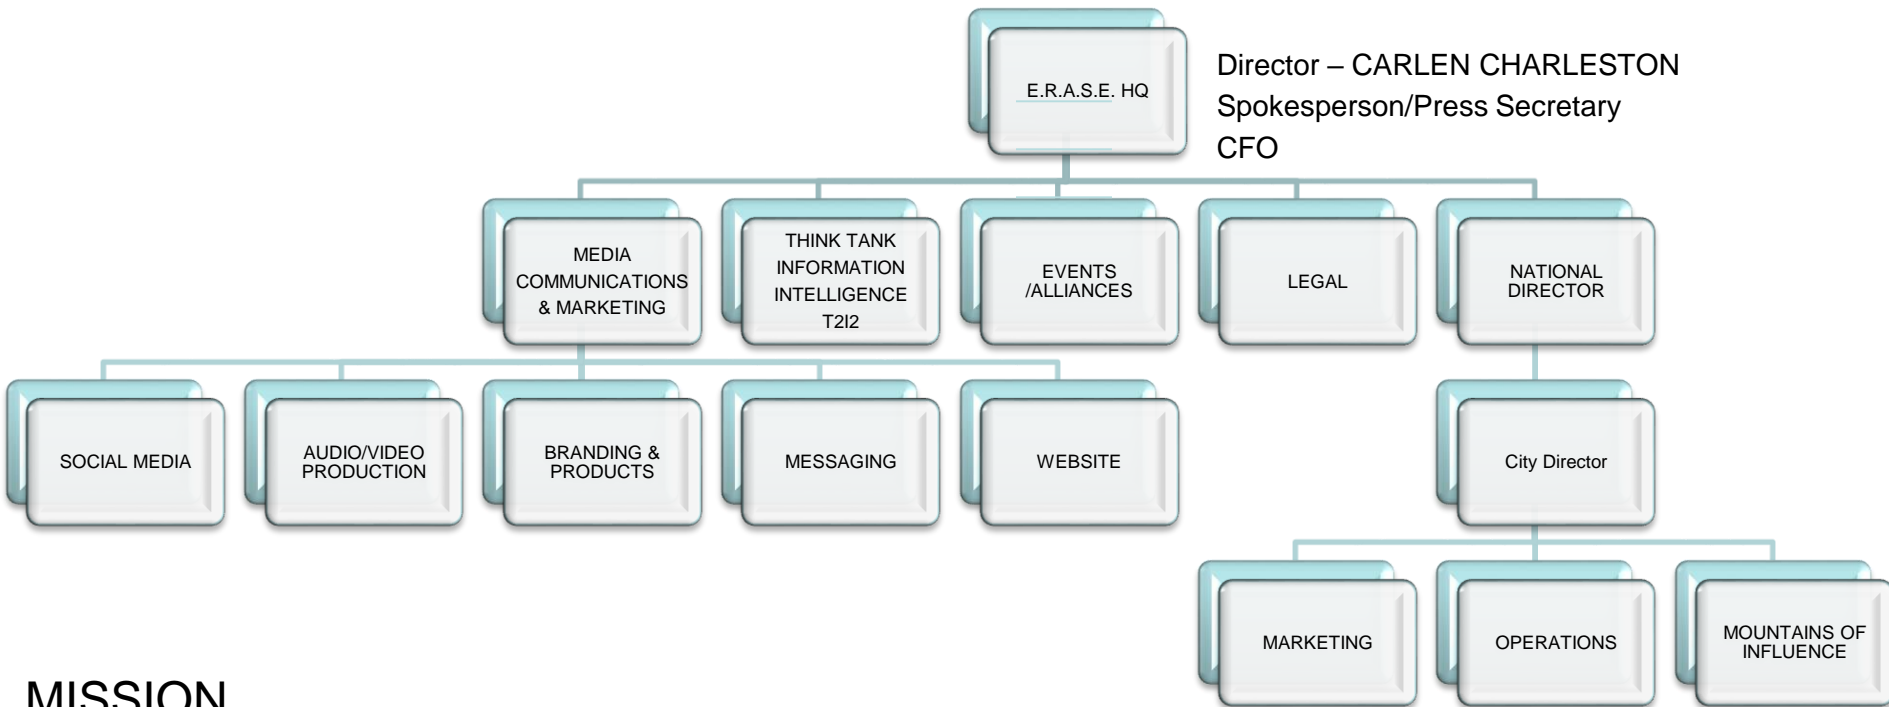 E.R.A.S.E. HQ
Director – CARLEN CHARLESTON
Spokesperson/Press Secretary
CFO
MEDIA
COMMUNICATIONS
& MARKETING
THINK TANK
INFORMATION
INTELLIGENCE
T2I2
EVENTS
/ALLIANCES
LEGAL
NATIONAL
DIRECTOR
SOCIAL MEDIA
AUDIO/VIDEO
PRODUCTION
BRANDING &
PRODUCTS
MESSAGING
WEBSITE
City Director
MARKETING
OPERATIONS
MOUNTAINS OF
INFLUENCE
MISSION